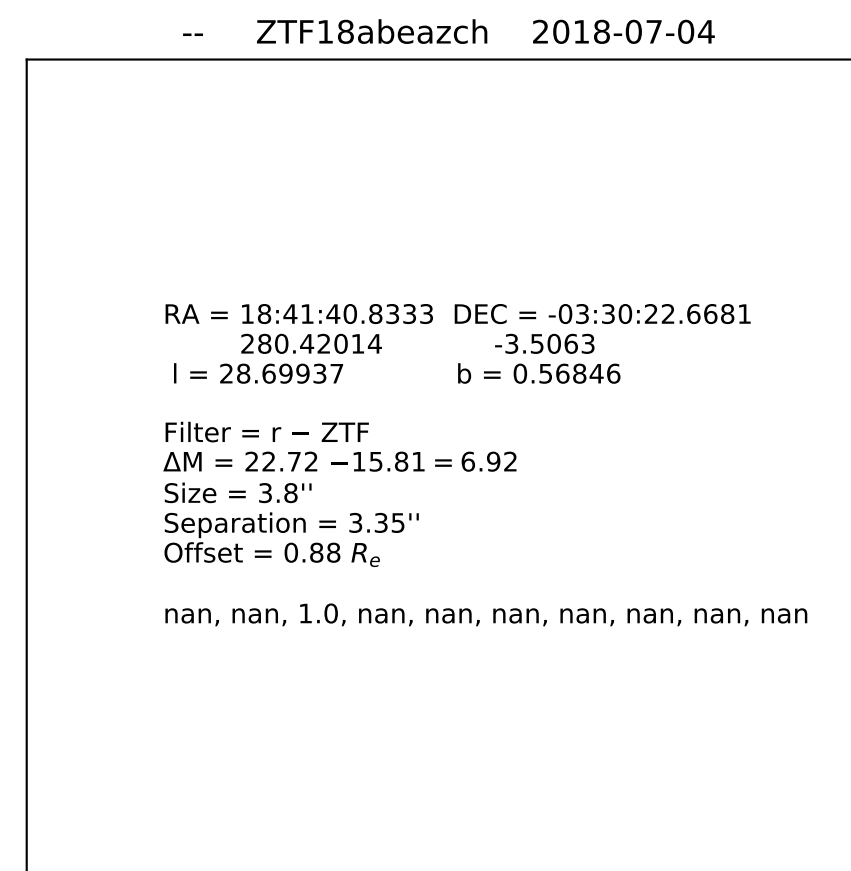 -- ZTF18abeazch 2018-07-04
RA = 18:41:40.8333 DEC = -03:30:22.6681
280.42014 -3.5063
l = 28.69937 b = 0.56846
Filter = r − ZTF
ΔM = 22.72 −15.81 = 6.92
Size = 3.8''
Separation = 3.35''
Offset = 0.88 Re
nan, nan, 1.0, nan, nan, nan, nan, nan, nan, nan